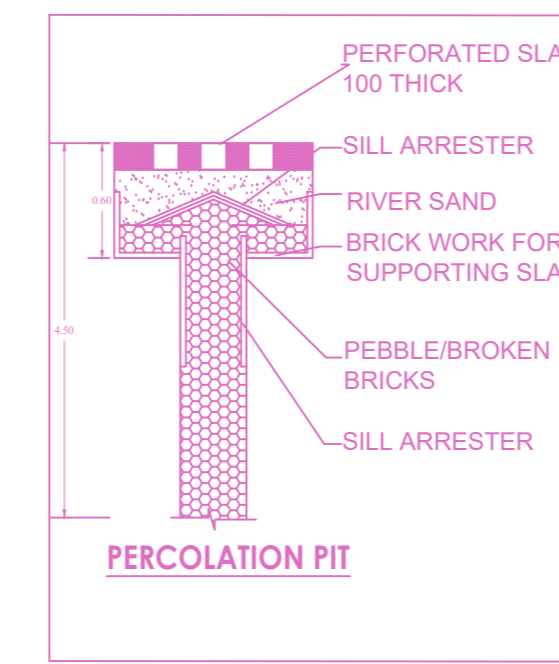 PERFORATED SLA
100 THICK
SILL ARRESTER
0.60
RIVER SAND
BRICK WORK FOR
SUPPORTING SLA
4.50
PEBBLE/BROKEN
BRICKS
SILL ARRESTER
PERCOLATION PIT